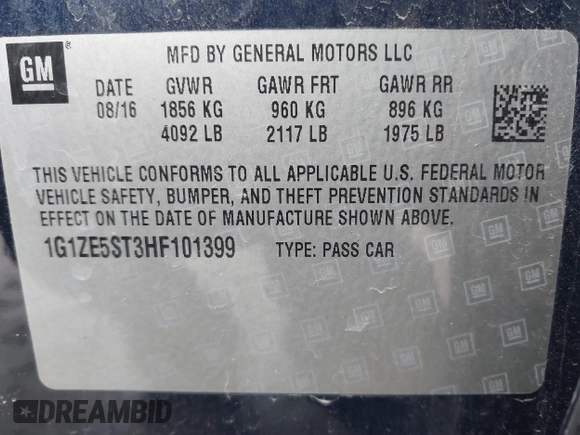 GM
®
MFD BY GENERAL MOTORS LLC
DATE GVWR GAWR FRT GAWR RR
08/16 1856 KG 960 KG 896 KG
4092 LB 2117 LB 1975 LB
THIS VEHICLE CONFORMS TO ALL APPLICABLE U.S. FEDERAL MOTOR
VEHICLE SAFETY, BUMPER, AND THEFT PREVENTION STANDARDS IN
EFFECT ON THE DATE OF MANUFACTURE SHOWN ABOVE.
1G1ZE5ST3HF101399 TYPE: PASS CAR
DREAMBID